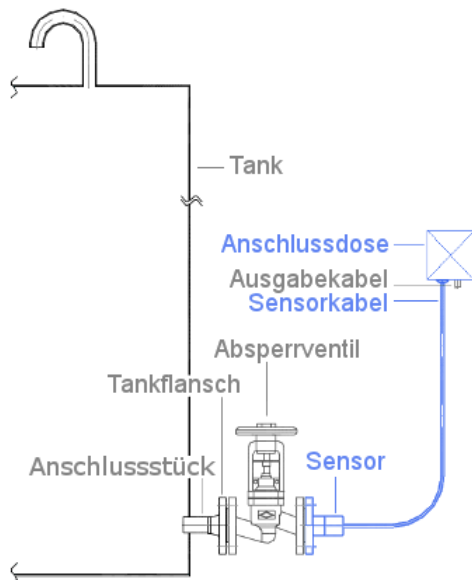 Tank
Anschlussdose
Ausgabekabel
Sensorkabel
Absperrventil
Tankflansch
Anschlussstück
Sensor